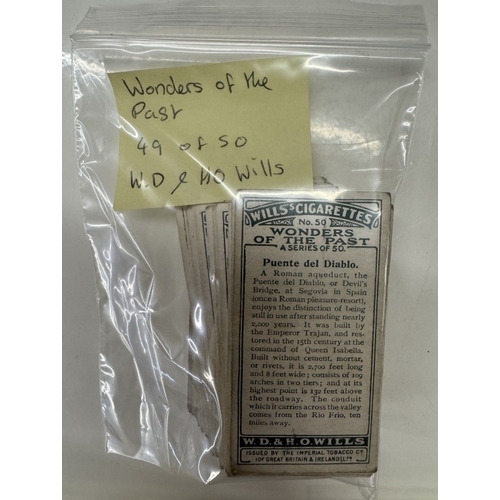 Wonders of the
Past
49 of 50
W.D & HO Wills
WILLS'S CIGARETTES
No. 50
WONDERS
OF THE PAST
A SERIES OF 50.
Puente del Diablo.
A Roman aqueduct, the
Puente del Diablo, or Devil's
Bridge, at Segovia in Spain
(once a Roman pleasure-resort),
enjoys the distinction of being
still in use after standing nearly
2,000 years. It was built by
the Emperor Trajan, and res-
tored in the 15th century at the
command of Queen Isabella.
Built without cement, mortar,
or rivets, it is 2,700 feet long
and 8 feet wide; consists of 109
arches in two tiers; and at its
highest point is 132 feet above
the roadway. The conduit
which it carries across the valley
comes from the Rio Frio, ten
miles away.
W.D. & H.O. WILLS
ISSUED BY THE IMPERIAL TOBACCO CO
(OF GREAT BRITAIN & IRELAND) LTD